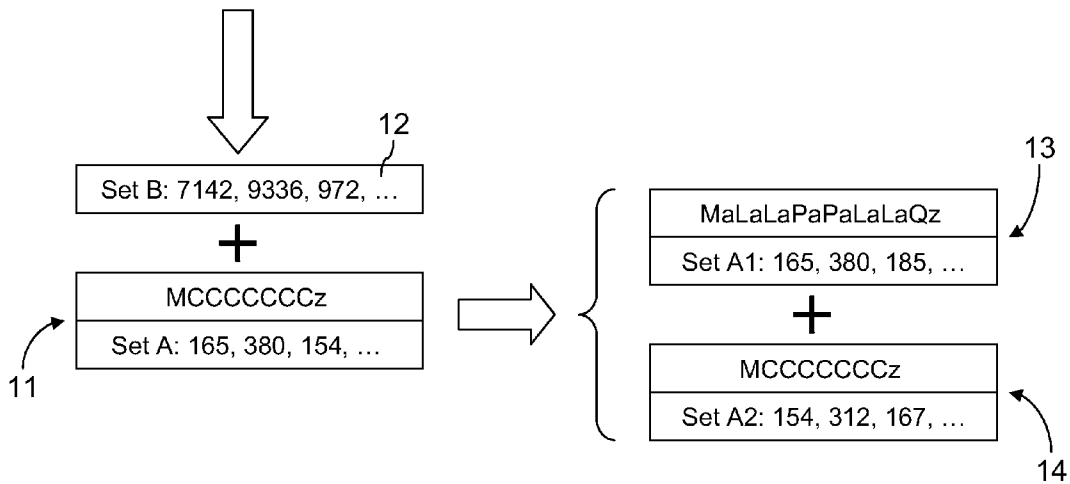 12
Set B: 7142, 9336, 972, ...
+
MCCCCCCCz
Set A: 165, 380, 154, ...
11
13
MaLaLaPaPaLaLaQz
Set A1: 165, 380, 185, ...
+
MCCCCCCCz
Set A2: 154, 312, 167, ...
14